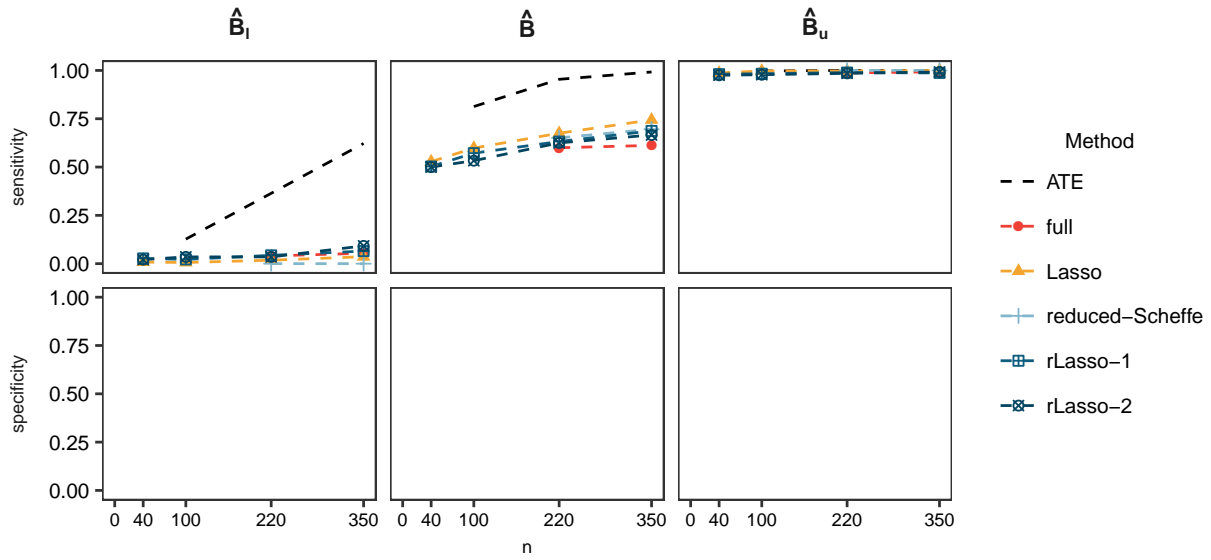 B̂l B̂ B̂u
1.00
0.75
0.50
0.25
0.00
sensitivity
1.00
0.75
0.50
0.25
0.00
specificity
0 40 100 220 350 0 40 100 220 350 0 40 100 220 350
n
Method
ATE
full
Lasso
reduced−Scheffe
rLasso−1
rLasso−2